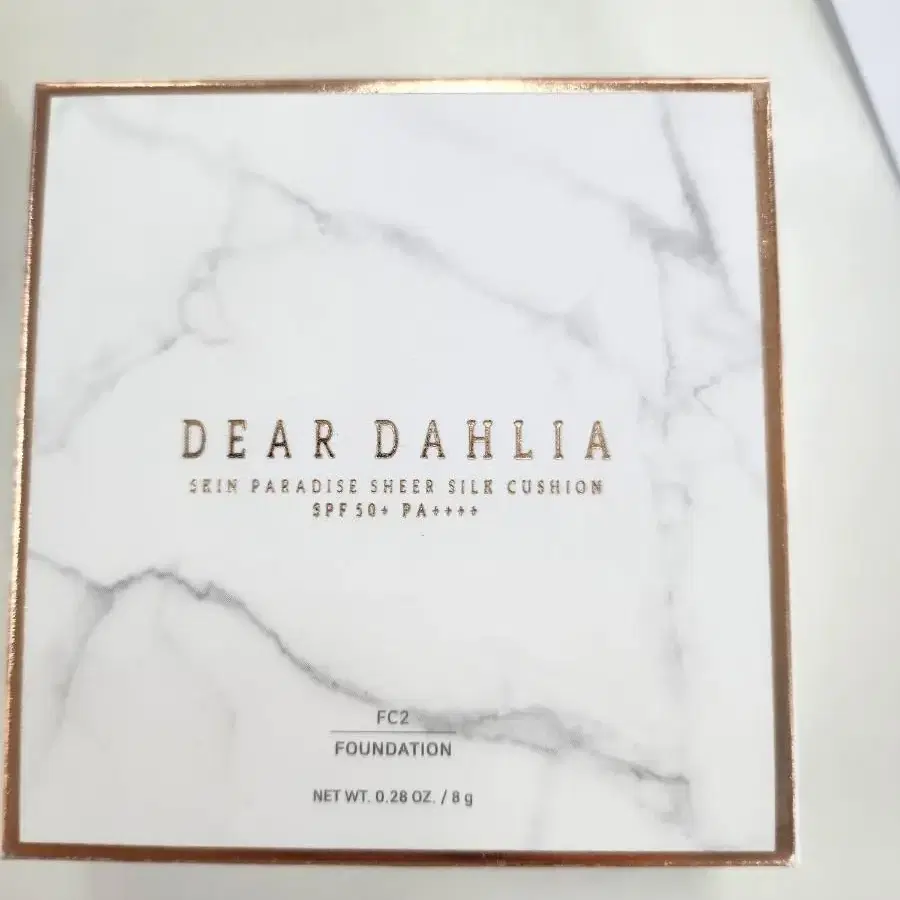 DEAR DAHLIA
SKIN PARADISE SHEER SILK CUSHION
SPF 50+ PA++++
FC2
FOUNDATION
NET WT. 0.28 OZ. / 8 g